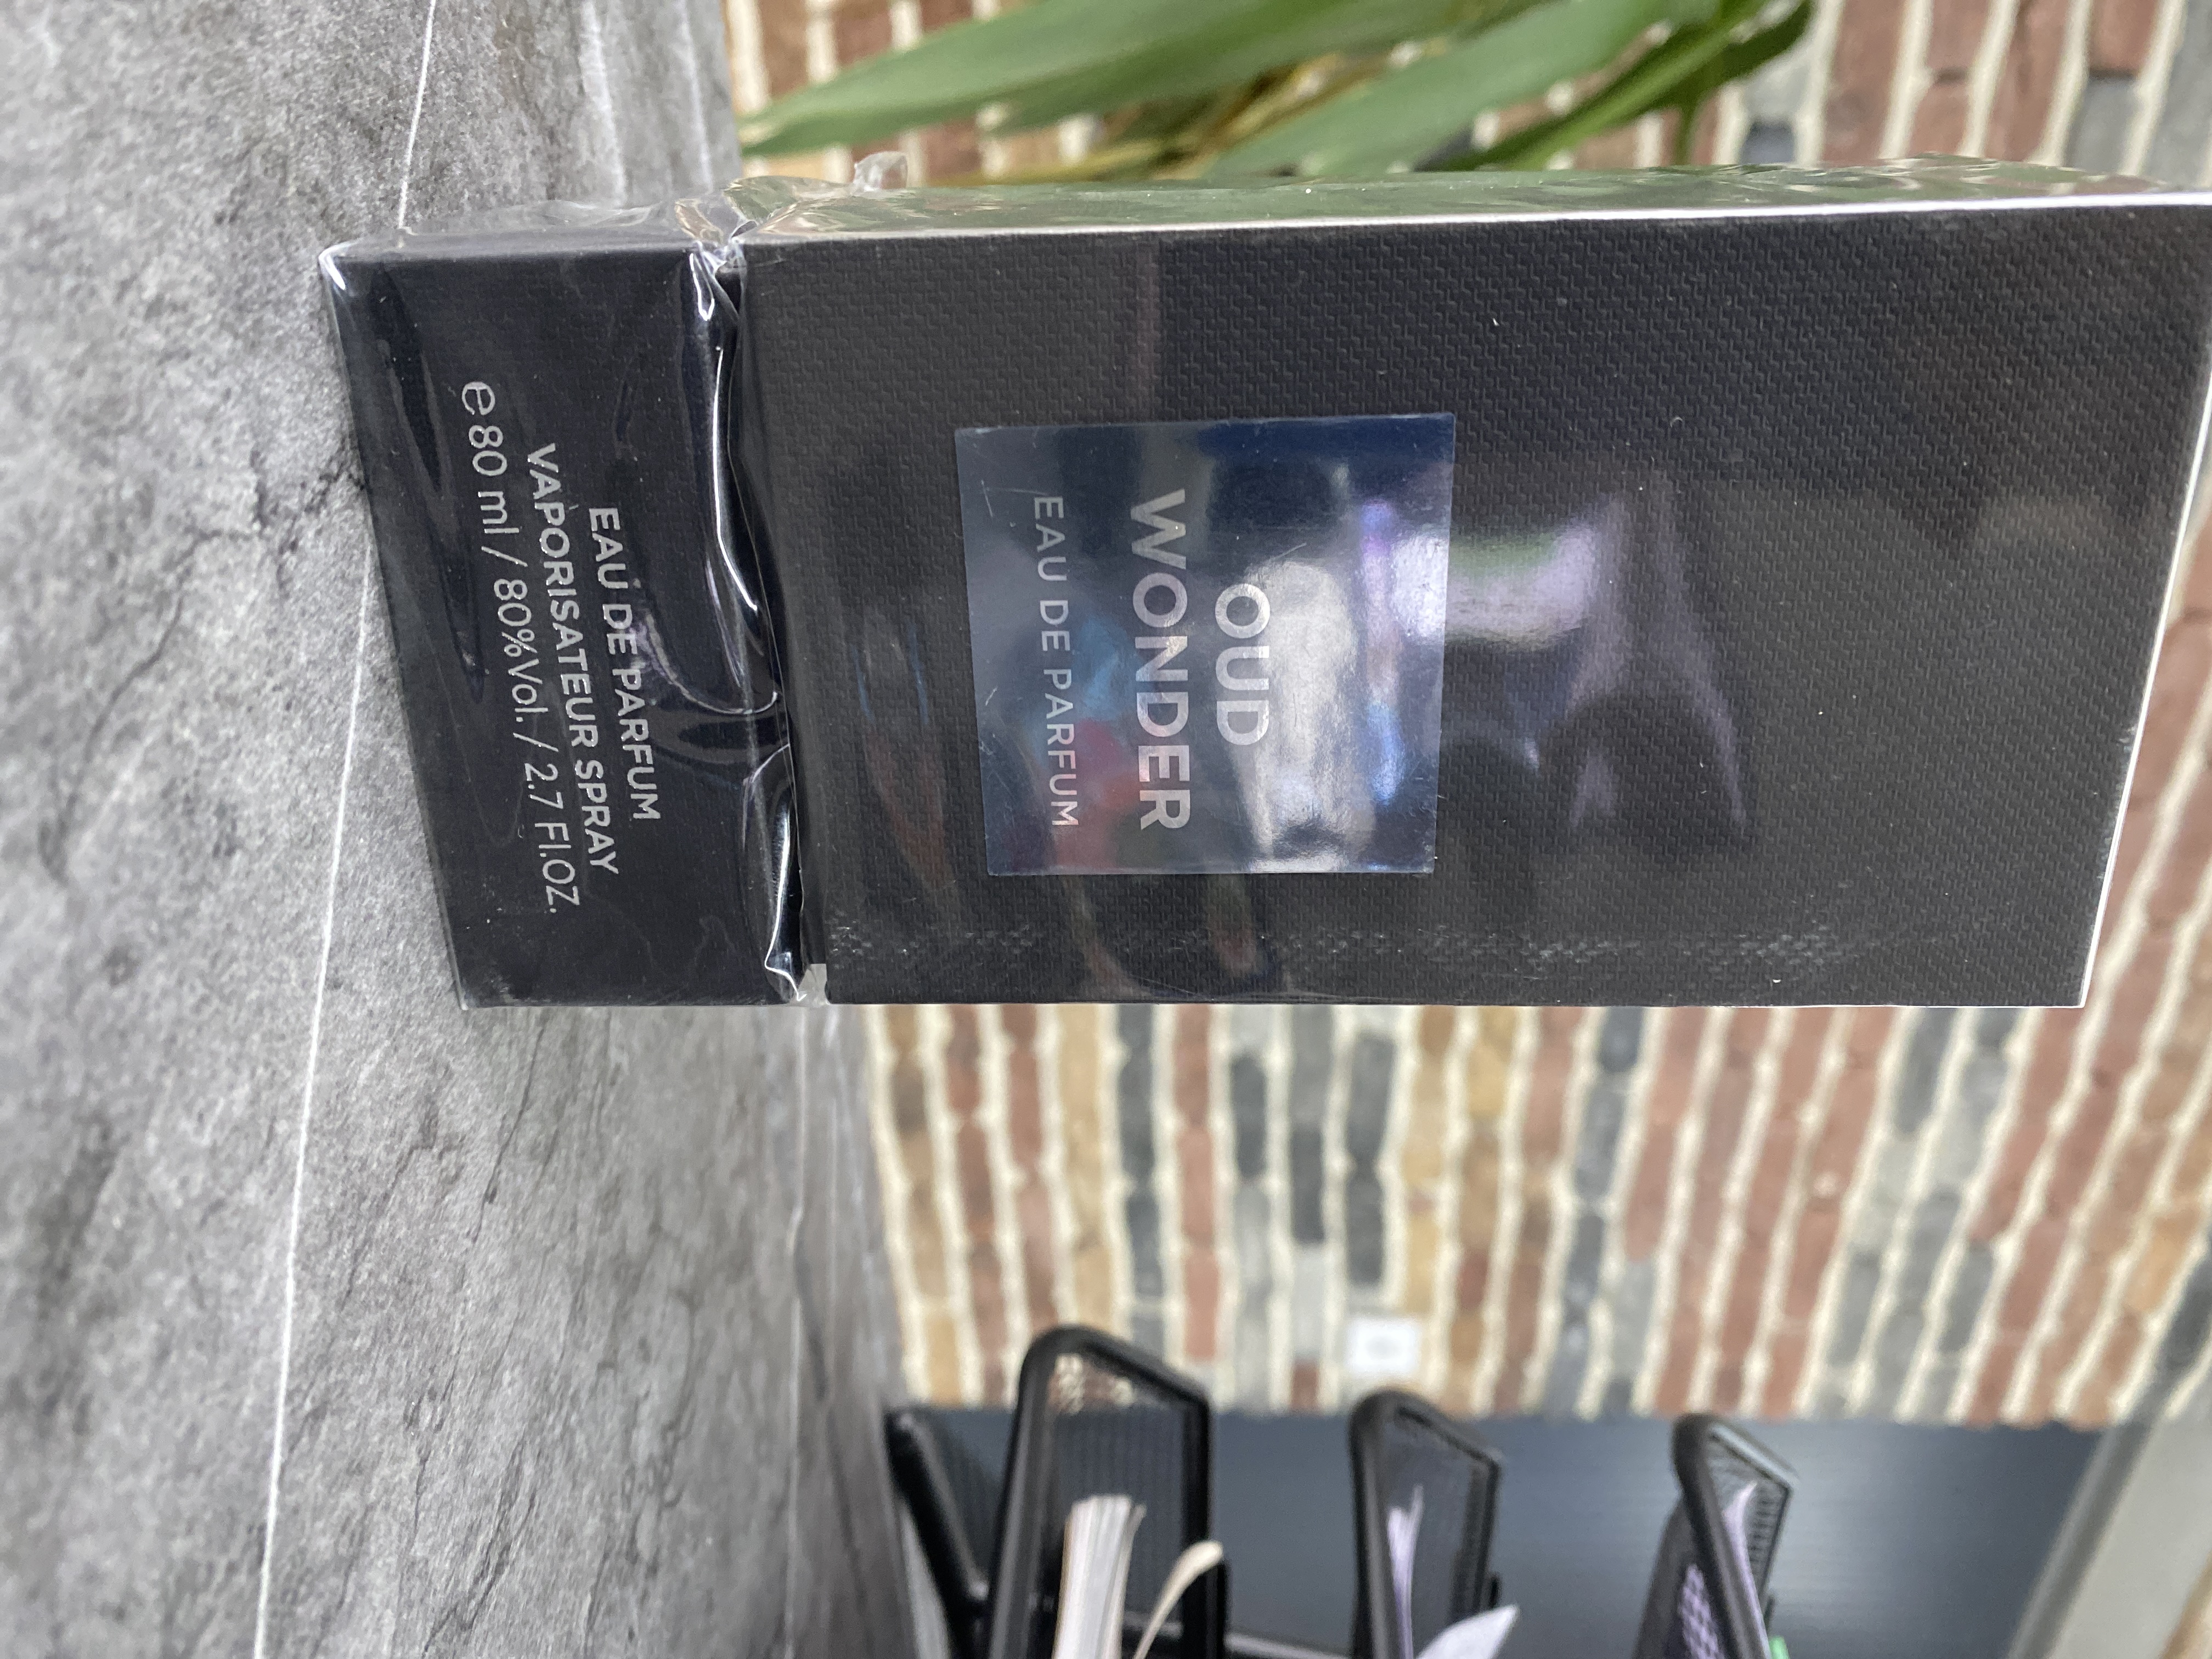 OUD
WONDER
EAU DE PARFUM
EAU DE PARFUM
VAPORISATEUR SPRAY
e 80 ml / 80%Vol. / 2.7 Fl.OZ.